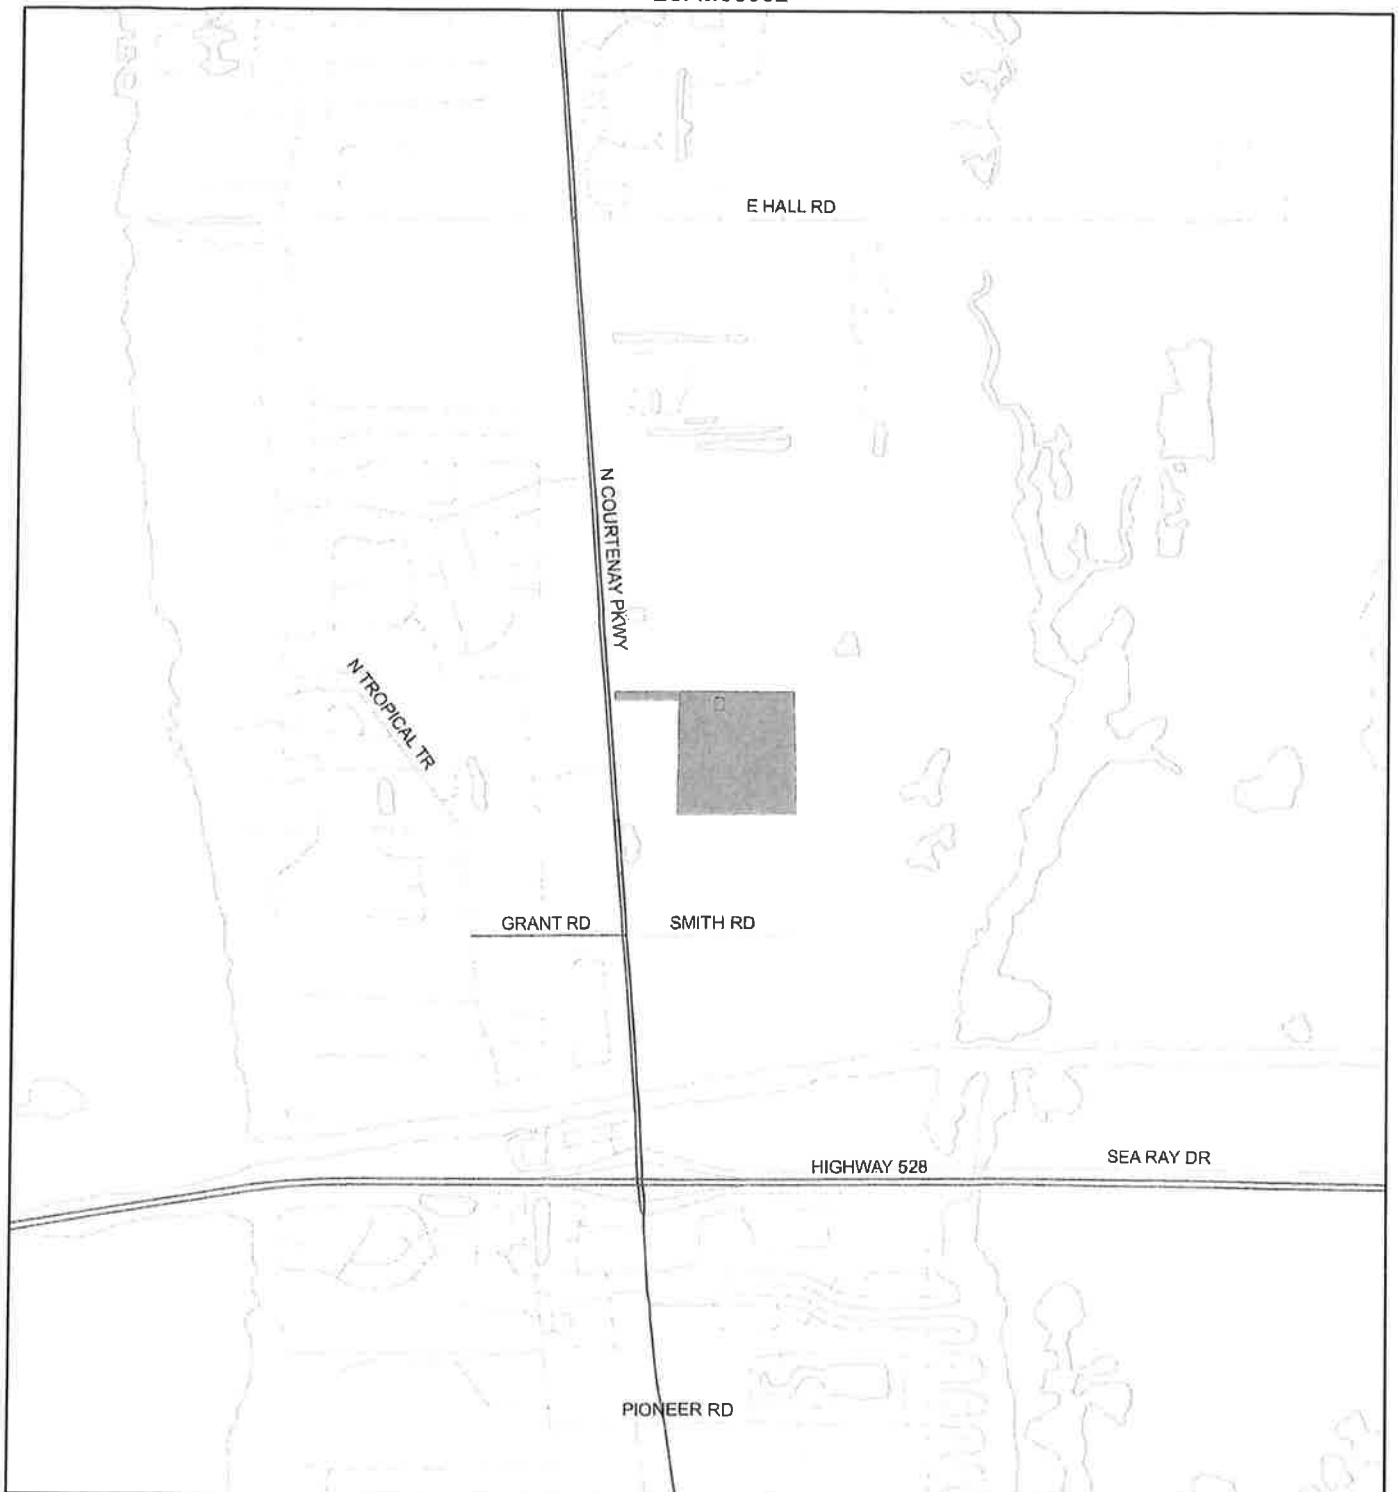 E HALL RD
N COURTENAY PKWY
N TROPICAL TR
GRANT RD
SMITH RD
HIGHWAY 528
SEA RAY DR
PIONEER RD